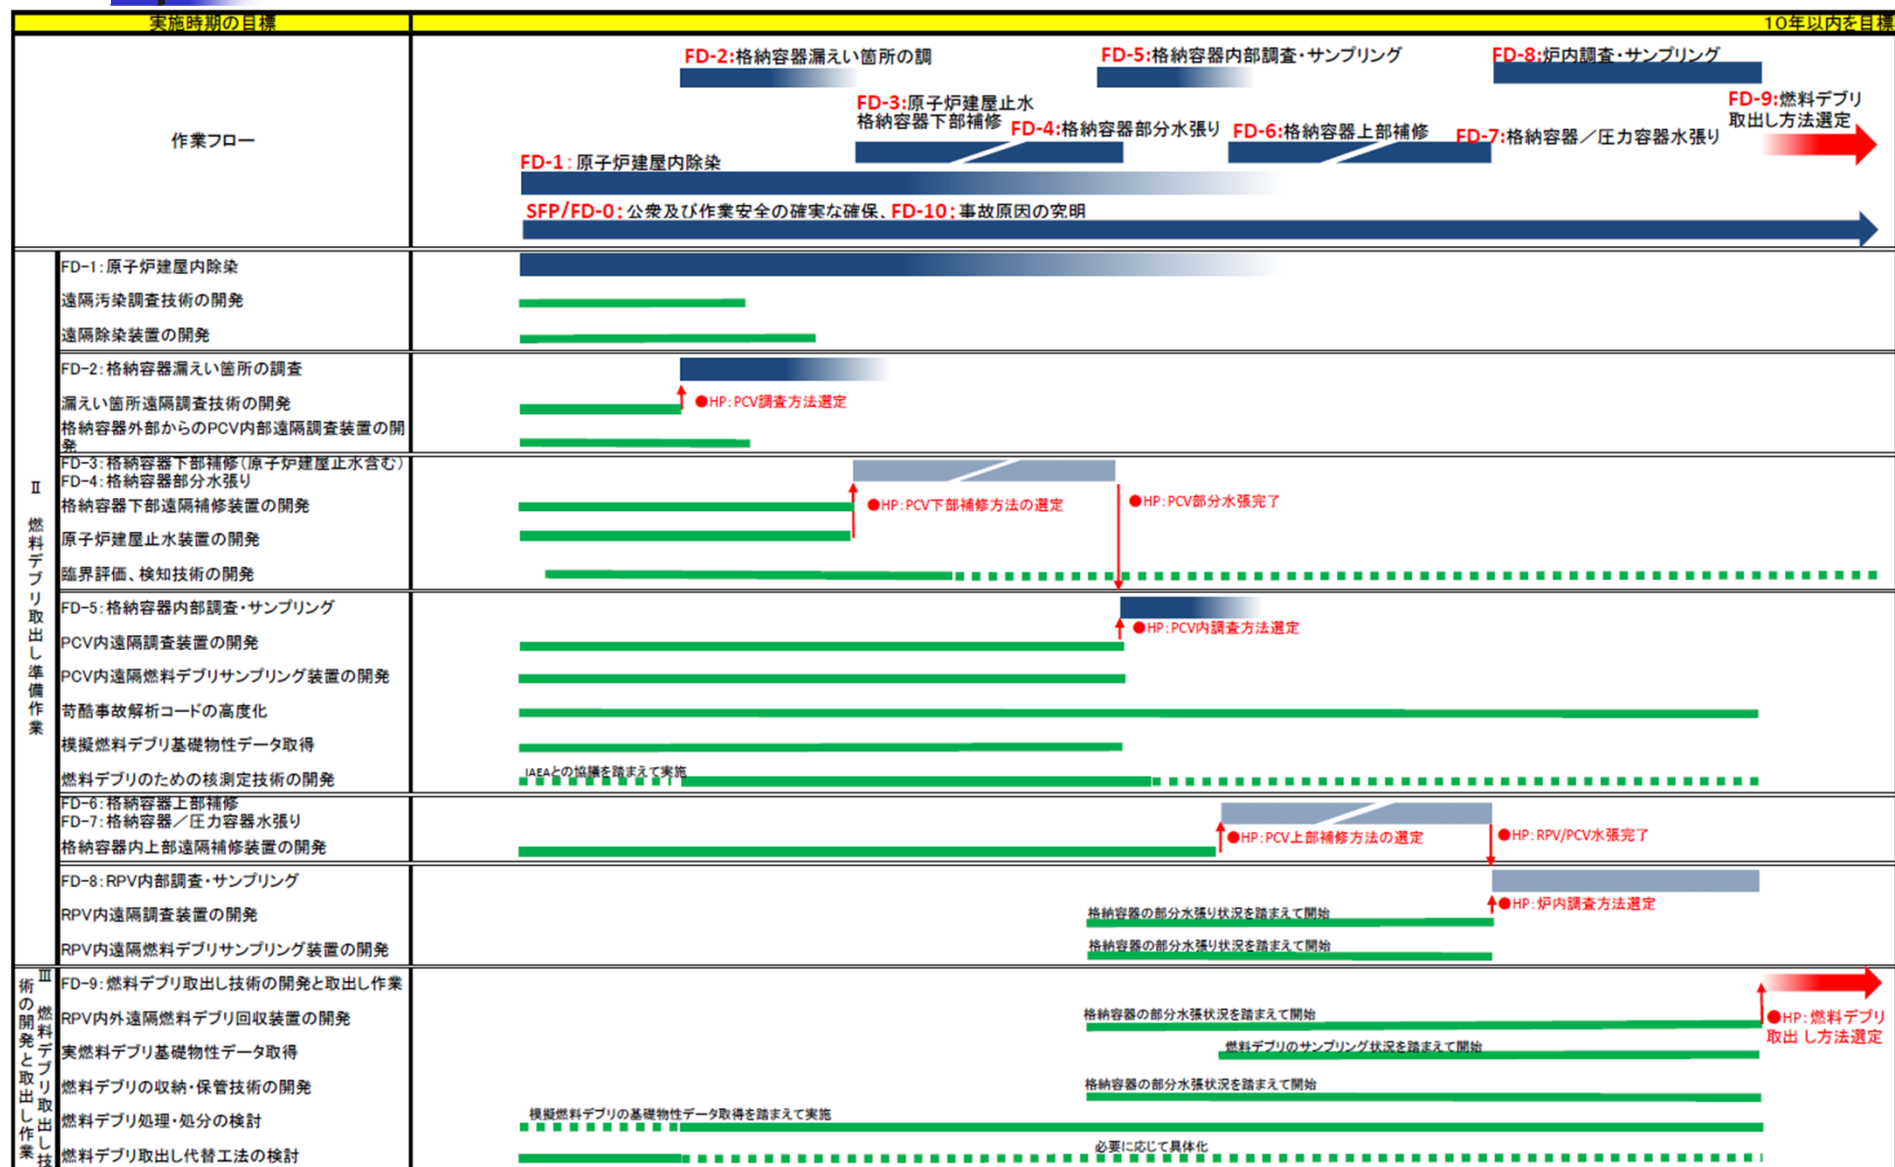 実施時期の目標
10年以内を目標
作業フロー
FD-2:格納容器漏えい箇所の調
FD-5:格納容器内部調査・サンプリング
FD-8:炉内調査・サンプリング
FD-3:原子炉建屋止水
格納容器下部補修
FD-4:格納容器部分水張り
FD-6:格納容器上部補修
FD-7:格納容器／圧力容器水張り
FD-9:燃料デブリ
取出し方法選定
FD-1:原子炉建屋内除染
SFP/FD-0:公衆及び作業安全の確実な確保、FD-10:事故原因の究明
Ⅱ 燃料デブリ取出し準備作業
FD-1:原子炉建屋内除染
遠隔汚染調査技術の開発
遠隔除染装置の開発
FD-2:格納容器漏えい箇所の調査
漏えい箇所遠隔調査技術の開発
●HP:PCV調査方法選定
格納容器外部からのPCV内部遠隔調査装置の開
発
FD-3:格納容器下部補修(原子炉建屋止水含む)
FD-4:格納容器部分水張り
格納容器下部遠隔補修装置の開発
●HP:PCV下部補修方法の選定
●HP:PCV部分水張完了
原子炉建屋止水装置の開発
臨界評価、検知技術の開発
FD-5:格納容器内部調査・サンプリング
●HP:PCV内調査方法選定
PCV内遠隔調査装置の開発
PCV内遠隔燃料デブリサンプリング装置の開発
苛酷事故解析コードの高度化
模擬燃料デブリ基礎物性データ取得
燃料デブリのための核測定技術の開発
IAEAとの協議を踏まえて実施
FD-6:格納容器上部補修
FD-7:格納容器／圧力容器水張り
格納容器内上部遠隔補修装置の開発
●HP:PCV上部補修方法の選定
●HP:RPV/PCV水張完了
FD-8:RPV内部調査・サンプリング
RPV内遠隔調査装置の開発
格納容器の部分水張り状況を踏まえて開始
●HP:炉内調査方法選定
RPV内遠隔燃料デブリサンプリング装置の開発
格納容器の部分水張り状況を踏まえて開始
Ⅲ 燃料デブリ取出し技
術の開発と取出し作業
FD-9:燃料デブリ取出し技術の開発と取出し作業
RPV内外遠隔燃料デブリ回収装置の開発
格納容器の部分水張状況を踏まえて開始
●HP:燃料デブリ
取出し方法選定
実燃料デブリ基礎物性データ取得
燃料デブリのサンプリング状況を踏まえて開始
燃料デブリの収納・保管技術の開発
格納容器の部分水張状況を踏まえて開始
燃料デブリ処理・処分の検討
模擬燃料デブリの基礎物性データ取得を踏まえて実施
燃料デブリ取出し代替工法の検討
必要に応じて具体化